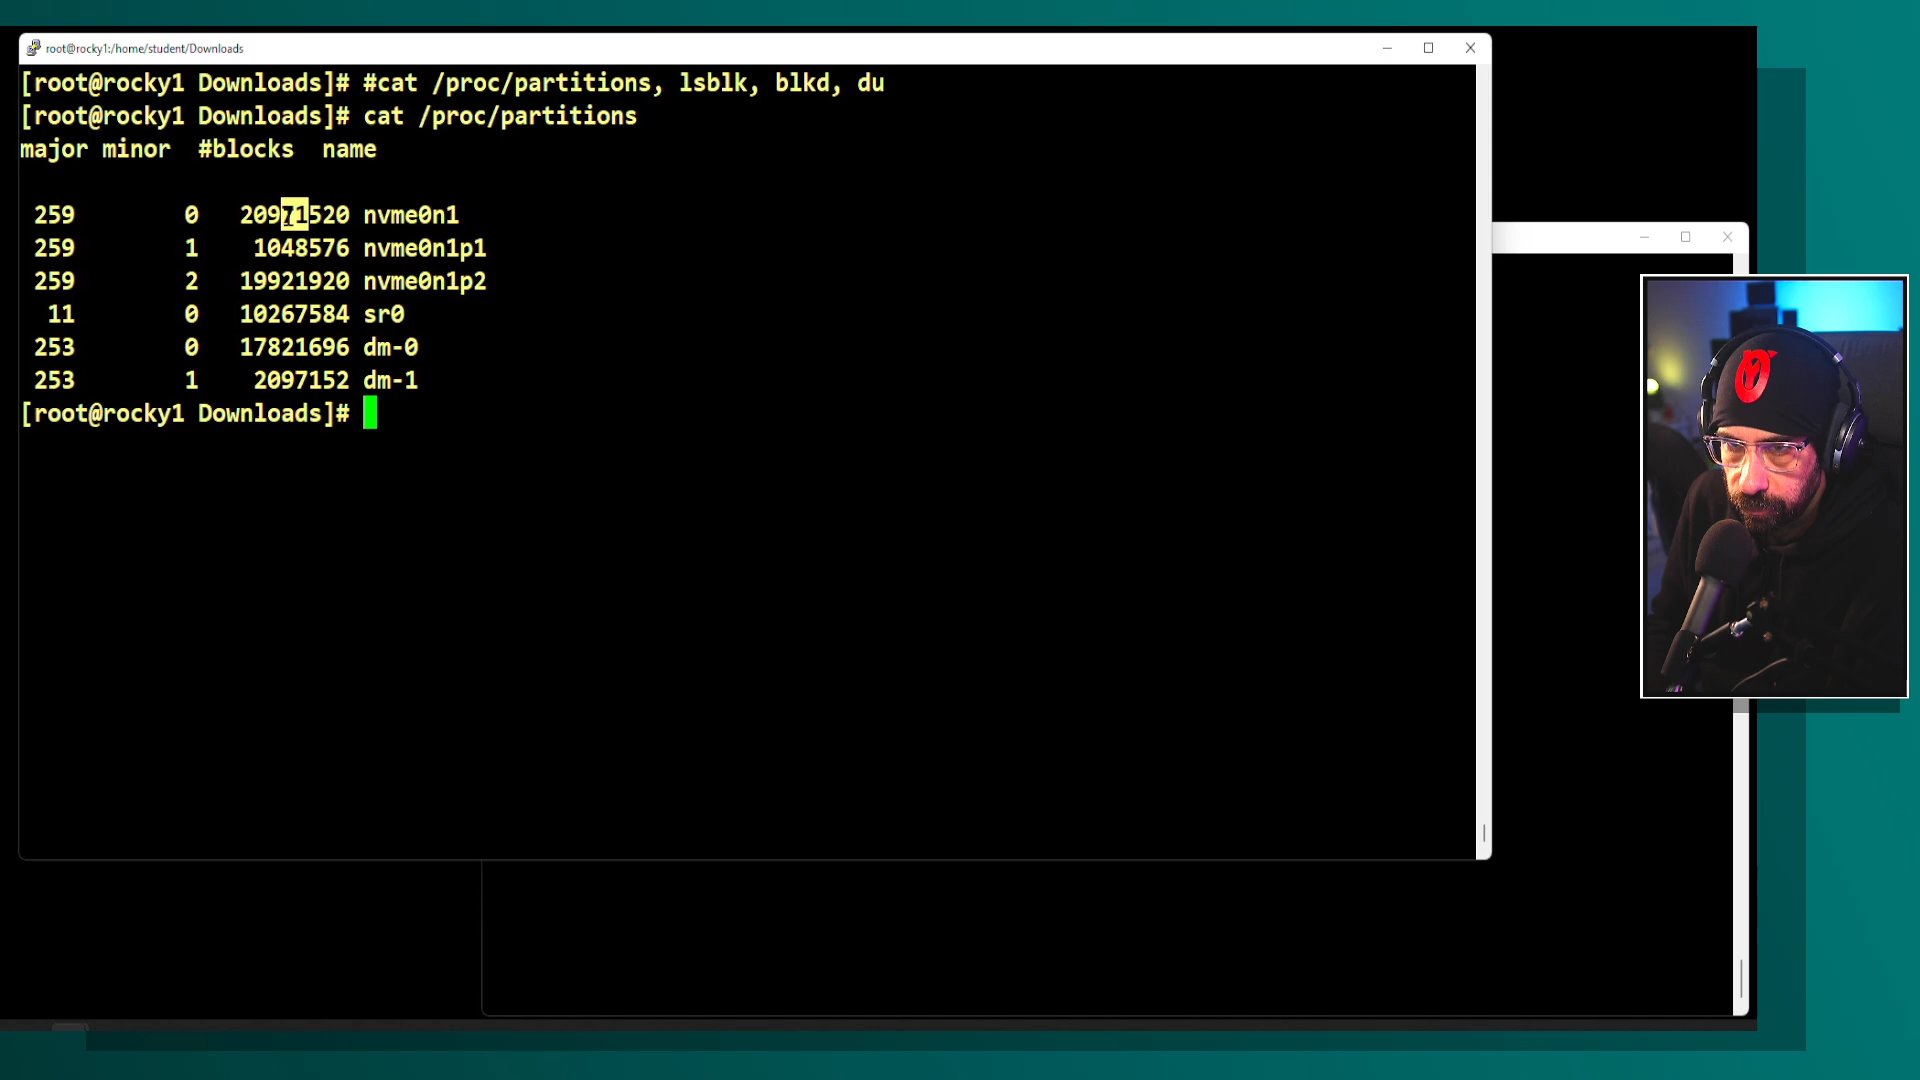 root@rocky1:/home/student/Downloads
[root@rocky1 Downloads]# #cat /proc/partitions, lsblk, blkd, du
[root@rocky1 Downloads]# cat /proc/partitions
major minor  #blocks  name
259        0   20971520 nvme0n1
259        1    1048576 nvme0n1p1
259        2   19921920 nvme0n1p2
11        0   10267584 sr0
253        0   17821696 dm-0
253        1    2097152 dm-1
[root@rocky1 Downloads]#